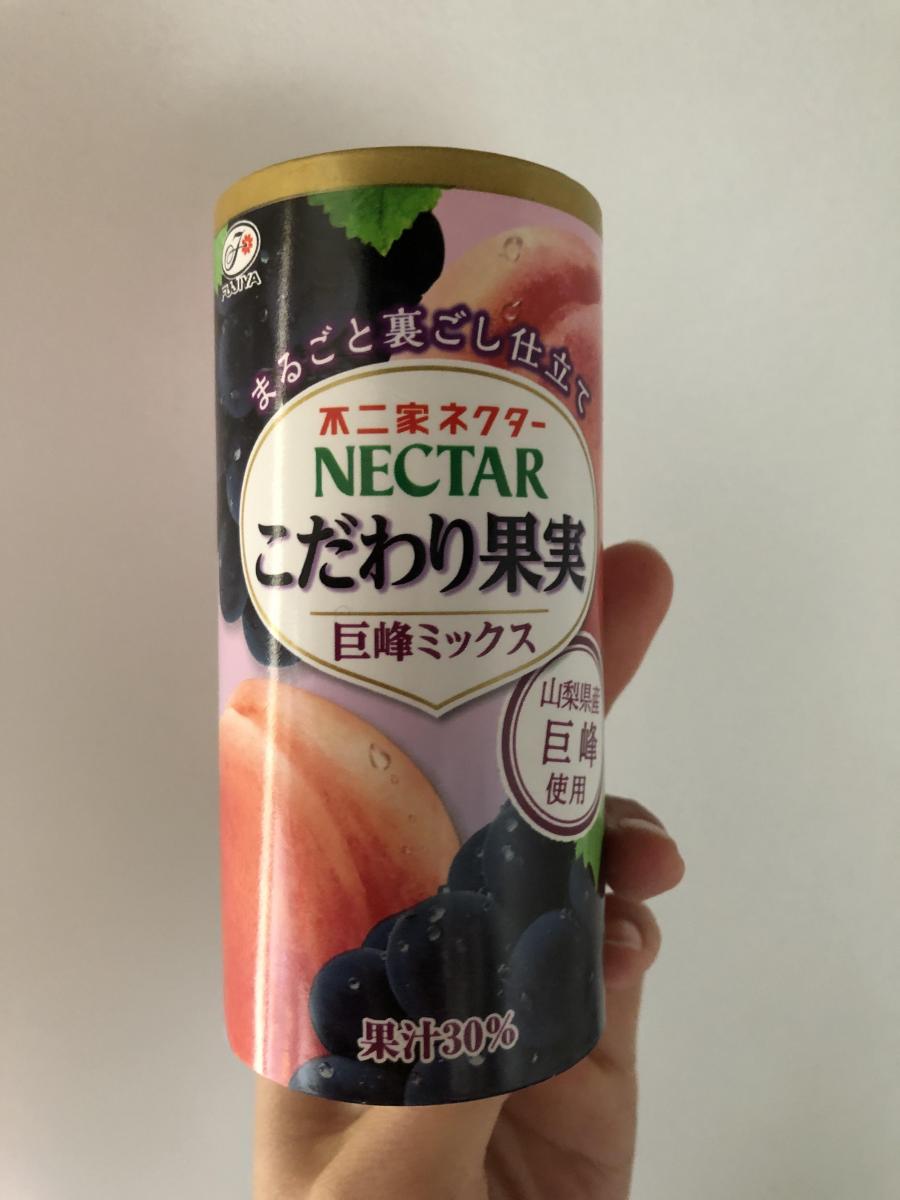 FUJIYA
まるごと裏ごし仕立て
不二家ネクター
NECTAR
こだわり果実
巨峰ミックス
山梨県産
巨峰
使用
果汁30%